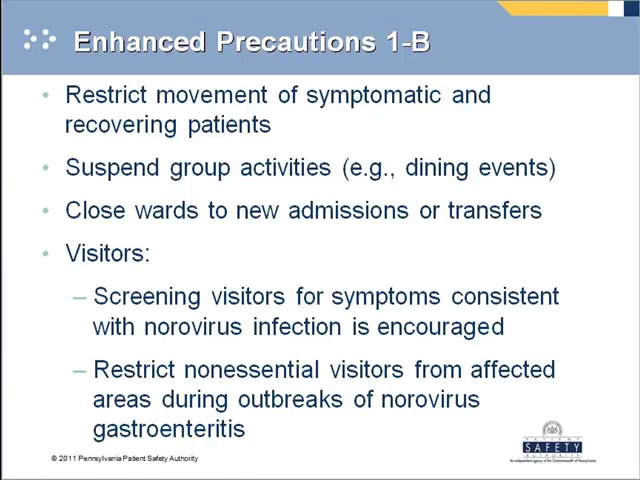 Enhanced Precautions 1-B
• Restrict movement of symptomatic and
recovering patients
• Suspend group activities (e.g., dining events)
• Close wards to new admissions or transfers
• Visitors:
– Screening visitors for symptoms consistent
with norovirus infection is encouraged
– Restrict nonessential visitors from affected
areas during outbreaks of norovirus
gastroenteritis
© 2011 Pennsylvania Patient Safety Authority
PATIENT
SAFETY
AUTHORITY
An independent agency of the Commonwealth of Pennsylvania